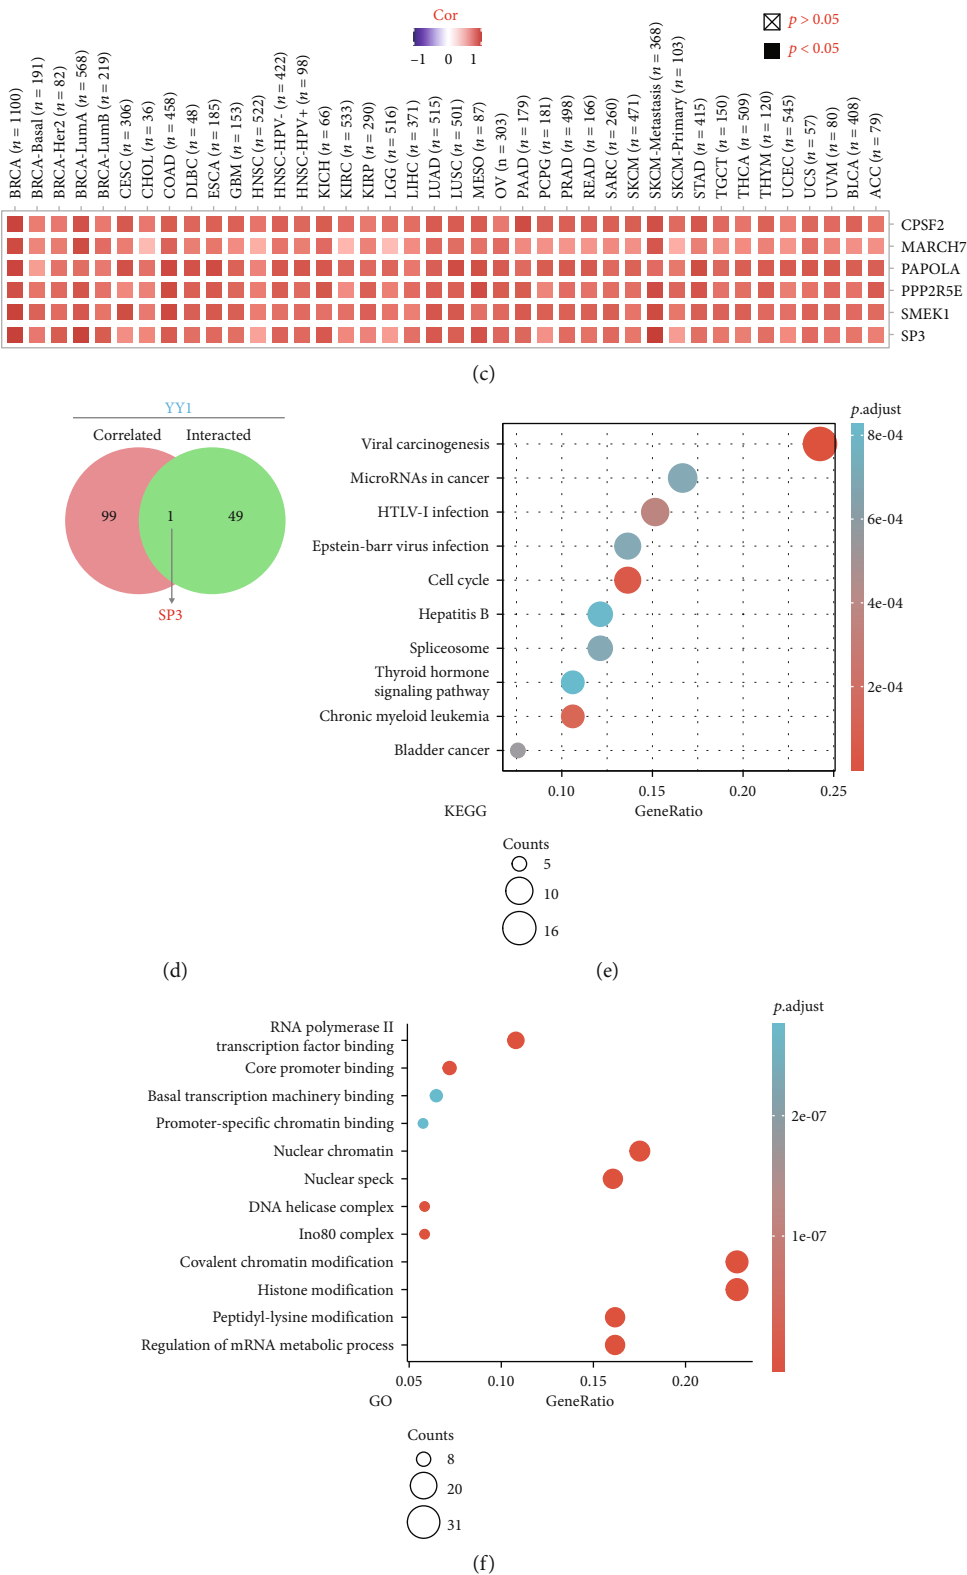 Cor
−1 0 1
p > 0.05
p < 0.05
BRCA (n = 1100)
BRCA-Basal (n = 191)
BRCA-Her2 (n = 82)
BRCA-LumA (n = 568)
BRCA-LumB (n = 219)
CESC (n = 306)
CHOL (n = 36)
COAD (n = 458)
DLBC (n = 48)
ESCA (n = 185)
GBM (n = 153)
HNSC (n = 522)
HNSC-HPV- (n = 422)
HNSC-HPV+ (n = 98)
KICH (n = 66)
KIRC (n = 533)
KIRP (n = 290)
LGG (n = 516)
LIHC (n = 371)
LUAD (n = 515)
LUSC (n = 501)
MESO (n = 87)
OV (n = 303)
PAAD (n = 179)
PCPG (n = 181)
PRAD (n = 498)
READ (n = 166)
SARC (n = 260)
SKCM (n = 471)
SKCM-Metastasis (n = 368)
SKCM-Primary (n = 103)
STAD (n = 415)
TGCT (n = 150)
THCA (n = 509)
THYM (n = 120)
UCEC (n = 545)
UCS (n = 57)
UVM (n = 80)
BLCA (n = 408)
ACC (n = 79)
CPSF2
MARCH7
PAPOLA
PPP2R5E
SMEK1
SP3
(c)
YY1
Correlated Interacted
99 1 49
SP3
(d)
p.adjust
8e-04
6e-04
4e-04
2e-04
Viral carcinogenesis
MicroRNAs in cancer
HTLV-I infection
Epstein-barr virus infection
Cell cycle
Hepatitis B
Spliceosome
Thyroid hormone
signaling pathway
Chronic myeloid leukemia
Bladder cancer
0.10 0.15 0.20 0.25
KEGG GeneRatio
Counts
5
10
16
(e)
p.adjust
2e-07
1e-07
RNA polymerase II
transcription factor binding
Core promoter binding
Basal transcription machinery binding
Promoter-specific chromatin binding
Nuclear chromatin
Nuclear speck
DNA helicase complex
Ino80 complex
Covalent chromatin modification
Histone modification
Peptidyl-lysine modification
Regulation of mRNA metabolic process
0.05 0.10 0.15 0.20
GO GeneRatio
Counts
8
20
31
(f)